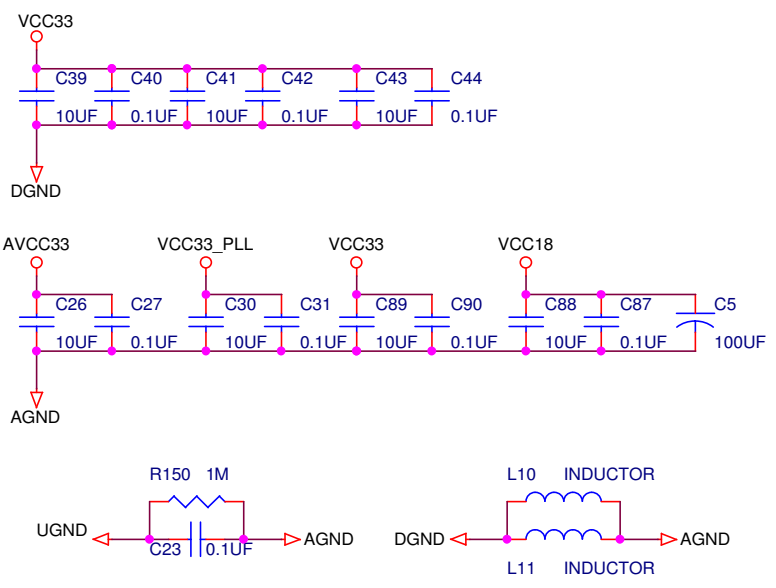 VCC33
C39 C40 C41 C42 C43 C44
10UF 0.1UF 10UF 0.1UF 10UF 0.1UF
DGND
AVCC33 VCC33_PLL VCC33 VCC18
C26 C27 C30 C31 C89 C90 C88 C87 C5
10UF 0.1UF 10UF 0.1UF 10UF 0.1UF 10UF 0.1UF 100UF
AGND
R150 1M L10 INDUCTOR
UGND AGND DGND AGND
C23 0.1UF
L11 INDUCTOR